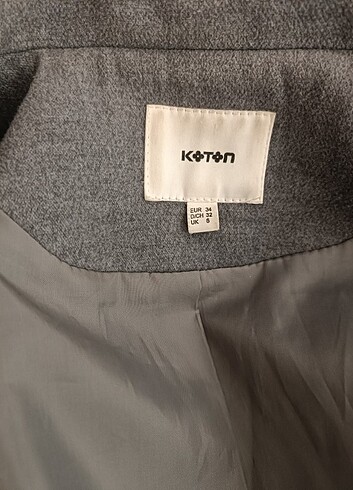 KOTON
EUR 34
D/CH 32
UK 6